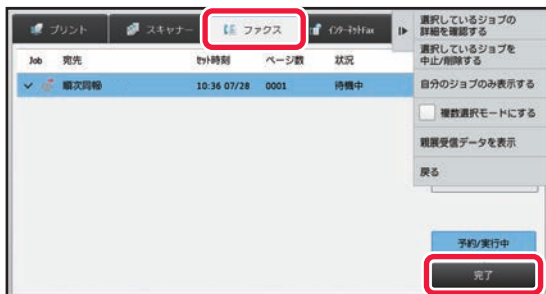 プリント
スキャナー
ファクス
インターネットFax
Job 宛先 セット時刻 ページ数 状況
順次同報 10:36 07/28 0001 待機中
選択しているジョブの
詳細を確認する
選択しているジョブを
中止/削除する
自分のジョブのみ表示する
複数選択モードにする
親展受信データを表示
戻る
予約/実行中
完了